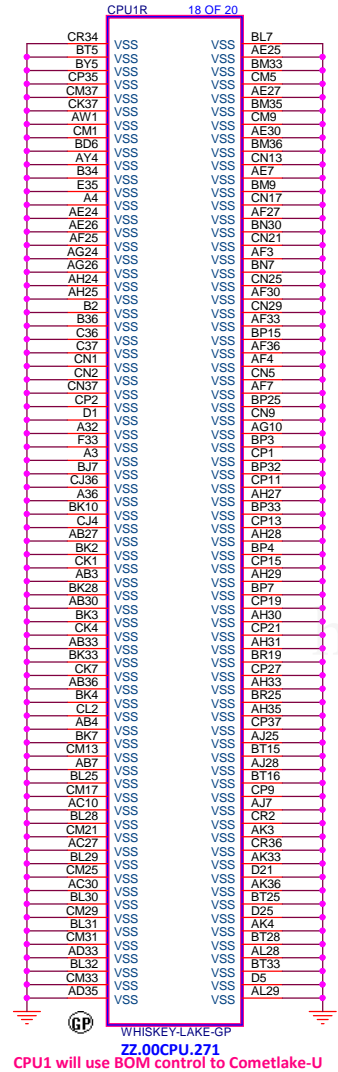 CPU1R 18 OF 20
CR34 VSS VSS BL7
BT5 VSS VSS AE25
BY5 VSS VSS BM33
CP35 VSS VSS CM5
CM37 VSS VSS AE27
CK37 VSS VSS BM35
AW1 VSS VSS CM9
CM1 VSS VSS AE30
BD6 VSS VSS BM36
AY4 VSS VSS CN13
B34 VSS VSS AE7
E35 VSS VSS BM9
A4 VSS VSS CN17
AE24 VSS VSS AF27
AE26 VSS VSS BN30
AF25 VSS VSS CN21
AG24 VSS VSS AF3
AG26 VSS VSS BN7
AH24 VSS VSS CN25
AH25 VSS VSS AF30
B2 VSS VSS CN29
B36 VSS VSS AF33
C36 VSS VSS BP15
C37 VSS VSS AF36
CN1 VSS VSS AF4
CN2 VSS VSS CN5
CN37 VSS VSS AF7
CP2 VSS VSS BP25
D1 VSS VSS CN9
A32 VSS VSS AG10
F33 VSS VSS BP3
A3 VSS VSS CP1
BJ7 VSS VSS BP32
CJ36 VSS VSS CP11
A36 VSS VSS AH27
BK10 VSS VSS BP33
CJ4 VSS VSS CP13
AB27 VSS VSS AH28
BK2 VSS VSS BP4
CK1 VSS VSS CP15
AB3 VSS VSS AH29
BK28 VSS VSS BP7
AB30 VSS VSS CP19
BK3 VSS VSS AH30
CK4 VSS VSS CP21
AB33 VSS VSS AH31
BK33 VSS VSS BR19
CK7 VSS VSS CP27
AB36 VSS VSS AH33
BK4 VSS VSS BR25
CL2 VSS VSS AH35
AB4 VSS VSS CP37
BK7 VSS VSS AJ25
CM13 VSS VSS BT15
AB7 VSS VSS AJ28
BL25 VSS VSS BT16
CM17 VSS VSS CP9
AC10 VSS VSS AJ7
BL28 VSS VSS CR2
CM21 VSS VSS AK3
AC27 VSS VSS CR36
BL29 VSS VSS AK33
CM25 VSS VSS D21
AC30 VSS VSS AK36
BL30 VSS VSS BT25
CM29 VSS VSS D25
BL31 VSS VSS AK4
CM31 VSS VSS BT28
AD33 VSS VSS AL28
BL32 VSS VSS BT33
CM33 VSS VSS D5
AD35 VSS VSS AL29
GP
WHISKEY-LAKE-GP
ZZ.00CPU.271
CPU1 will use BOM control to Cometlake-U